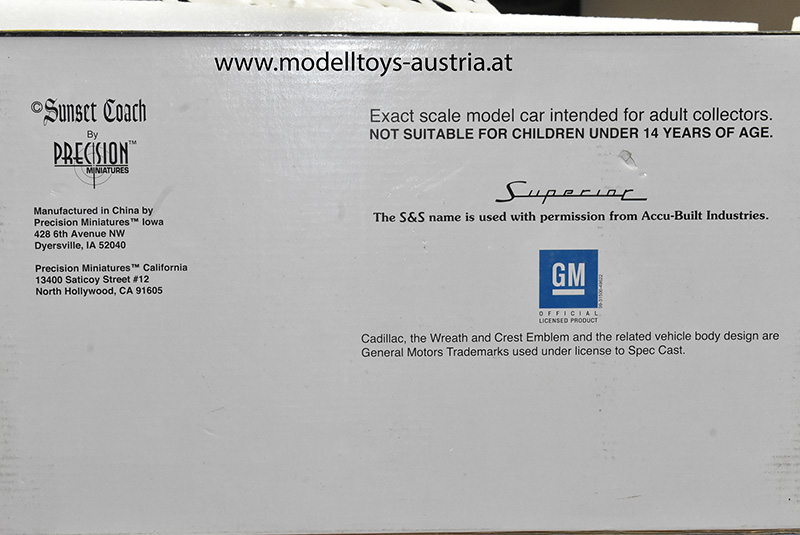 www.modelltoys-austria.at
©Sunset Coach
By
PRECISION™
MINIATURES
Manufactured in China by
Precision Miniatures™ Iowa
428 6th Avenue NW
Dyersville, IA 52040
Precision Miniatures™ California
13400 Saticoy Street #12
North Hollywood, CA 91605
Exact scale model car intended for adult collectors.
NOT SUITABLE FOR CHILDREN UNDER 14 YEARS OF AGE.
Superior
The S&S name is used with permission from Accu-Built Industries.
GM
OFFICIAL
LICENSED PRODUCT
Cadillac, the Wreath and Crest Emblem and the related vehicle body design are
General Motors Trademarks used under license to Spec Cast.